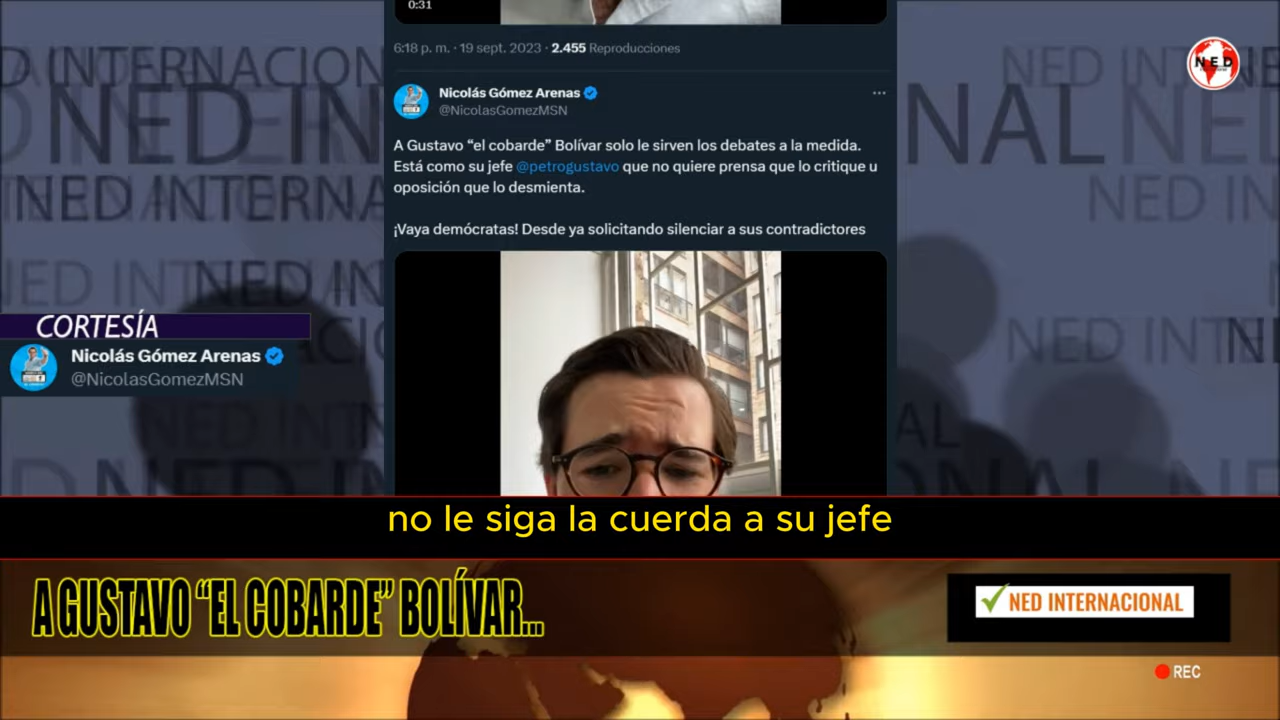 0:31
6:18 p. m. · 19 sept. 2023 · 2.455 Reproducciones
NED
Nicolás Gómez Arenas
@NicolasGomezMSN
A Gustavo “el cobarde” Bolívar solo le sirven los debates a la medida.
Está como su jefe @petrogustavo que no quiere prensa que lo critique u
oposición que lo desmienta.
¡Vaya demócratas! Desde ya solicitando silenciar a sus contradictores
CORTESÍA
Nicolás Gómez Arenas
@NicolasGomezMSN
no le siga la cuerda a su jefe
A GUSTAVO “EL COBARDE” BOLÍVAR...
NED INTERNACIONAL
REC